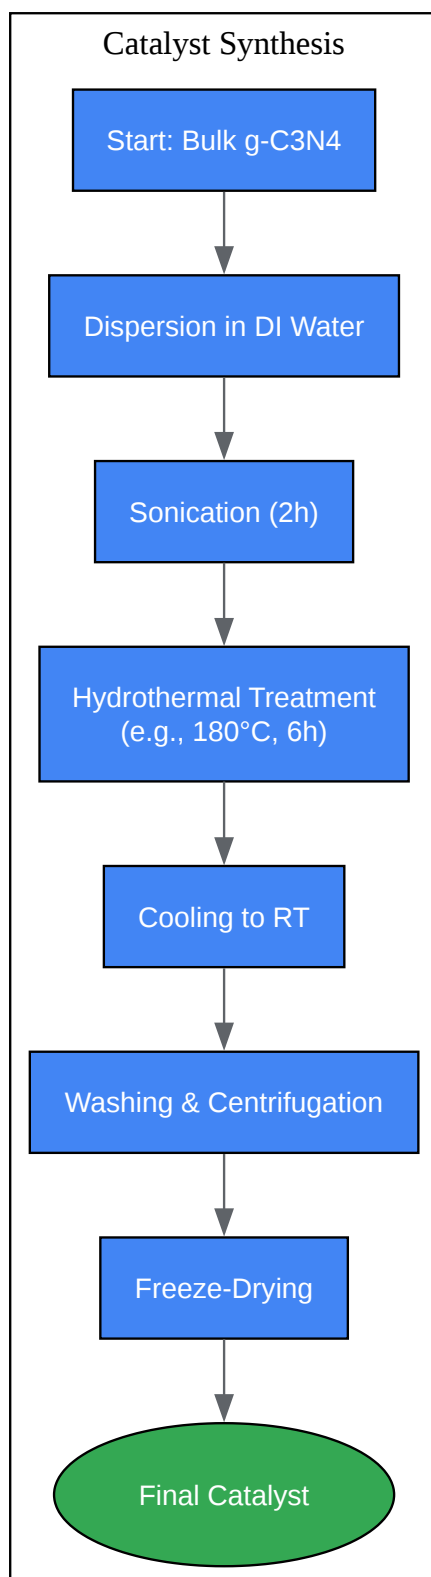 Catalyst Synthesis
Start: Bulk g-C3N4
Dispersion in DI Water
Sonication (2h)
Hydrothermal Treatment
(e.g., 180°C, 6h)
Cooling to RT
Washing & Centrifugation
Freeze-Drying
Final Catalyst